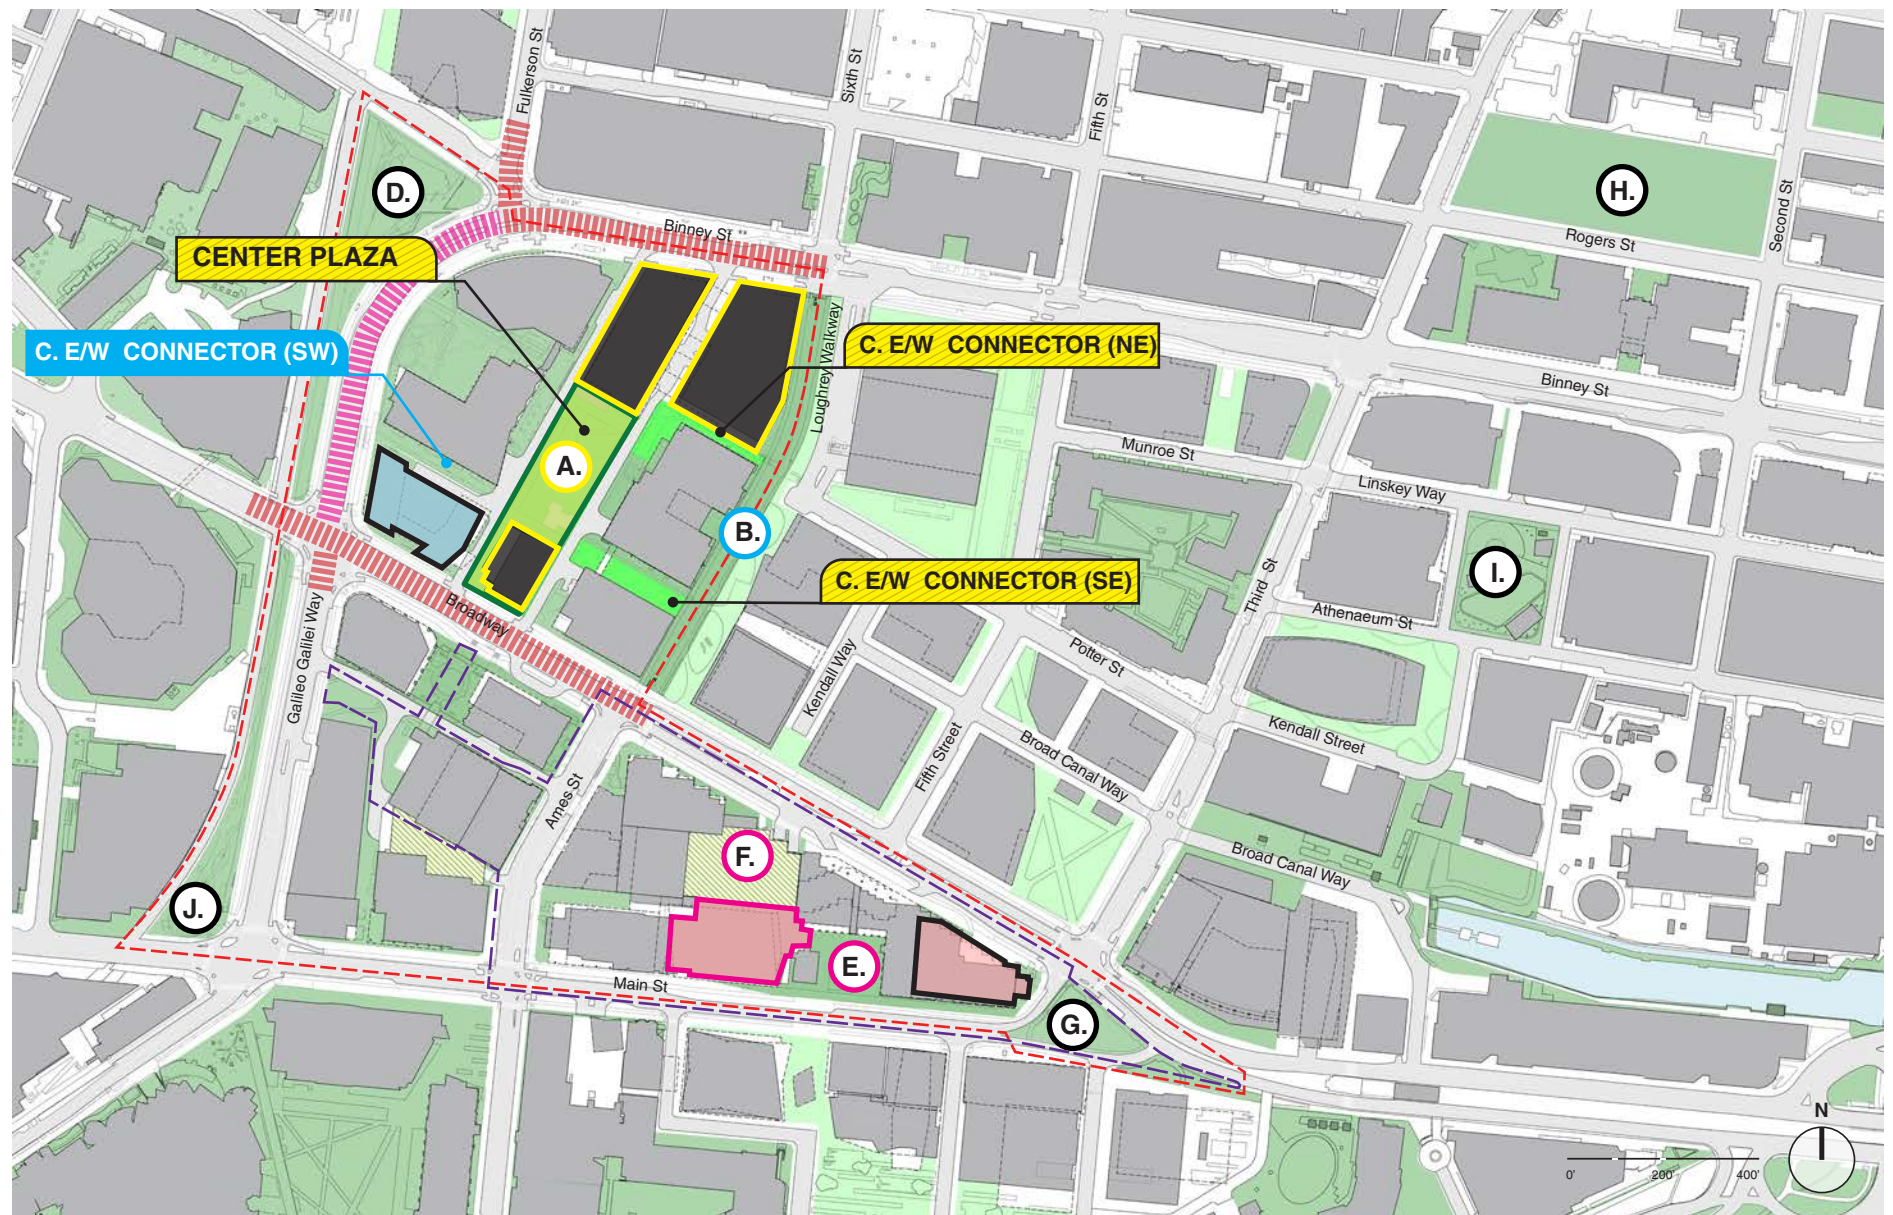 Fulkerson St
Sixth St
Fifth St
Second St
D.
H.
Binney St
Rogers St
CENTER PLAZA
C. E/W CONNECTOR (SW)
C. E/W CONNECTOR (NE)
Loughrey Walkway
Binney St
A.
Munroe St
Linskey Way
B.
C. E/W CONNECTOR (SE)
I.
Third St
Athenaeum St
Broadway
Galileo Galilei Way
Kendall Way
Potter St
Kendall Street
Fifth Street
Broad Canal Way
Ames St
F.
Broad Canal Way
J.
E.
Main St
G.
N
0'
200'
400'